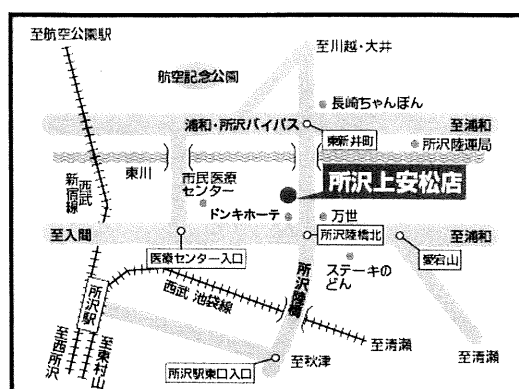 至航空公園駅
至川越・大井
航空記念公園
長崎ちゃんぽん
浦和・所沢バイパス
東新井町
至浦和
所沢陸運局
東川
西武
新宿線
市民医療
センター
所沢上安松店
ドンキホーテ
万世
至入間
所沢陸橋北
愛宕山
至浦和
医療センター入口
所沢陸橋
ステーキの
どん
所沢駅
西武 池袋線
至西所沢
至東村山
所沢駅東口入口
至秋津
至清瀬
至清瀬